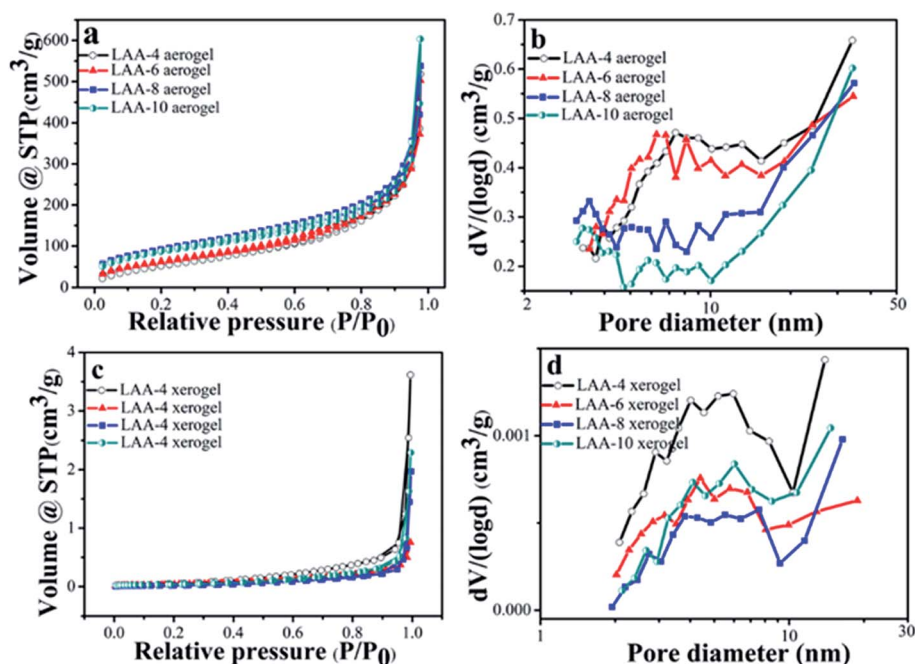 a
LAA-4 aerogel
LAA-6 aerogel
LAA-8 aerogel
LAA-10 aerogel
600
500
400
300
200
100
0
0.0 0.2 0.4 0.6 0.8 1.0
Relative pressure (P/P0)
Volume @ STP(cm3/g)
b
LAA-4 aerogel
LAA-6 aerogel
LAA-8 aerogel
LAA-10 aerogel
0.7
0.6
0.5
0.4
0.3
0.2
2 10 50
Pore diameter (nm)
dV/(logd) (cm3/g)
c
LAA-4 xerogel
LAA-4 xerogel
LAA-4 xerogel
LAA-4 xerogel
4
3
2
1
0
0.0 0.2 0.4 0.6 0.8 1.0
Relative pressure (P/P0)
Volume @ STP(cm3/g)
d
LAA-4 xerogel
LAA-6 xerogel
LAA-8 xerogel
LAA-10 xerogel
0.001
0.000
1 10 30
Pore diameter (nm)
dV/(logd) (cm3/g)